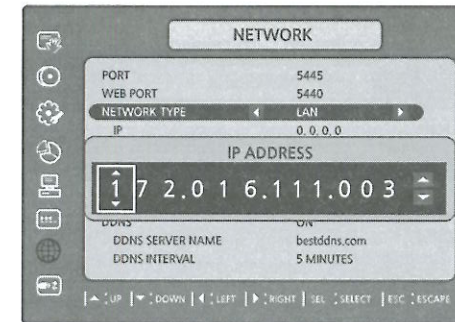 NETWORK
PORT 5445
WEB PORT 5440
NETWORK TYPE LAN
IP 0.0.0.0
IP ADDRESS
172.016.111.003
DDNS ON
DDNS SERVER NAME bestddns.com
DDNS INTERVAL 5 MINUTES
UP DOWN LEFT RIGHT SEL SELECT ESC ESCAPE